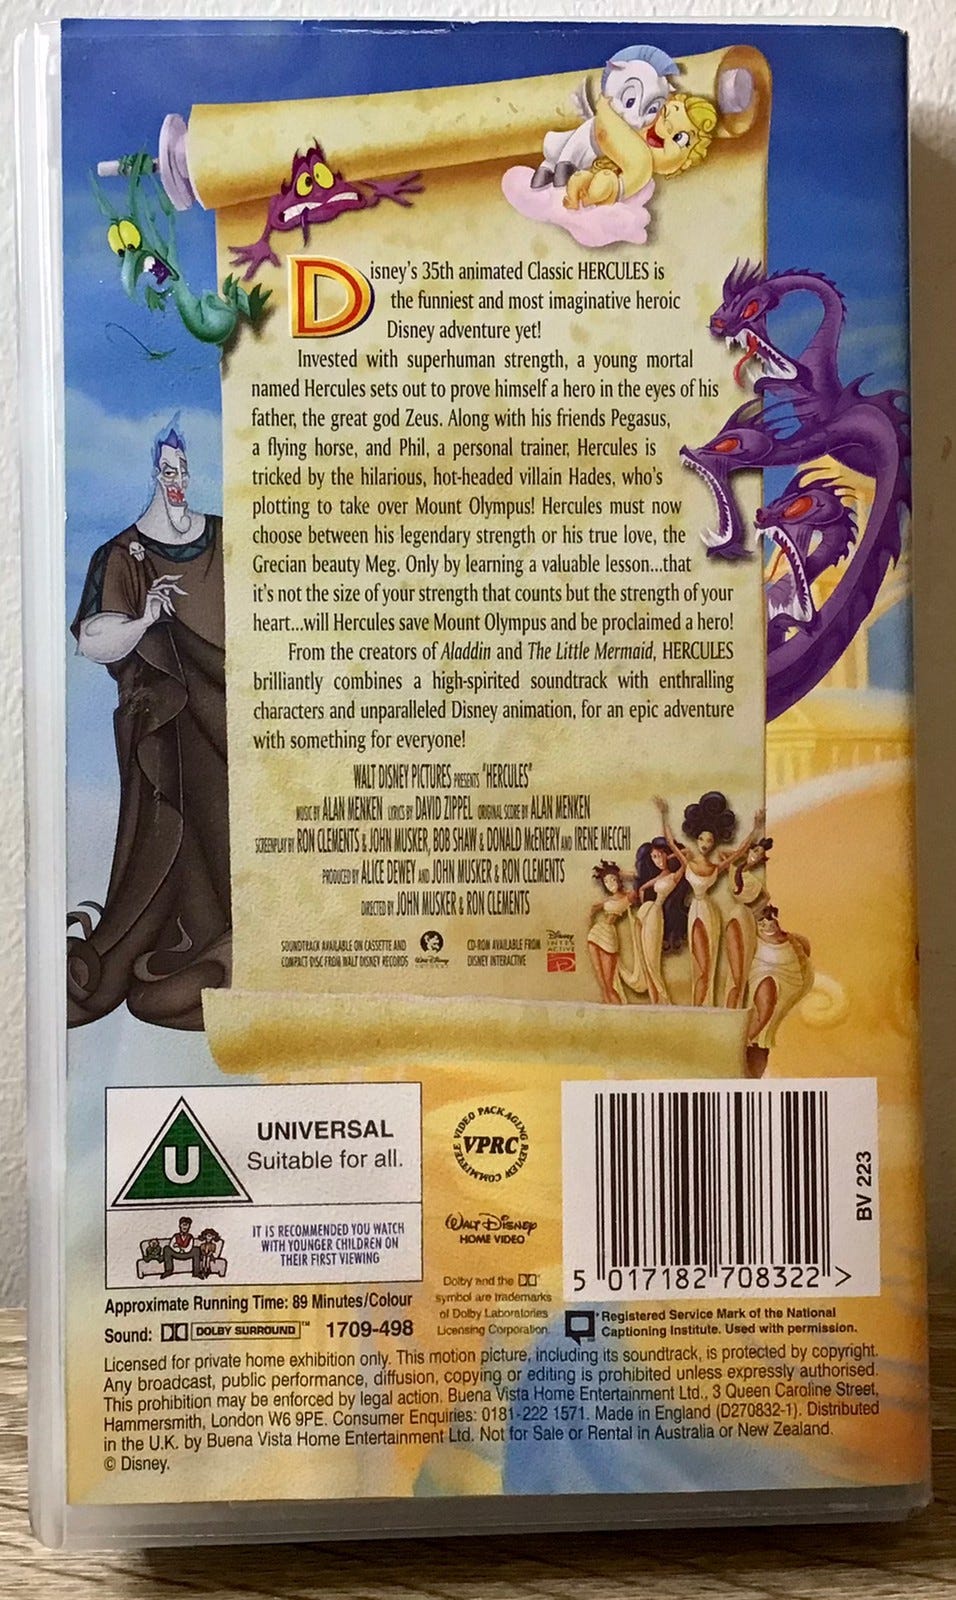 Disney's 35th animated Classic HERCULES is
the funniest and most imaginative heroic
Disney adventure yet!
Invested with superhuman strength, a young mortal
named Hercules sets out to prove himself a hero in the eyes of his
father, the great god Zeus. Along with his friends Pegasus,
a flying horse, and Phil, a personal trainer, Hercules is
tricked by the hilarious, hot-headed villain Hades, who's
plotting to take over Mount Olympus! Hercules must now
choose between his legendary strength or his true love, the
Grecian beauty Meg. Only by learning a valuable lesson...that
it's not the size of your strength that counts but the strength of your
heart...will Hercules save Mount Olympus and be proclaimed a hero!
From the creators of Aladdin and The Little Mermaid, HERCULES
brilliantly combines a high-spirited soundtrack with enthralling
characters and unparalleled Disney animation, for an epic adventure
with something for everyone!
WALT DISNEY PICTURES PRESENTS "HERCULES"
MUSIC BY ALAN MENKEN LYRICS BY DAVID ZIPPEL ORIGINAL SCORE BY ALAN MENKEN
SCREENPLAY BY RON CLEMENTS & JOHN MUSKER, BOB SHAW & DONALD McENERY AND IRENE MECCHI
PRODUCED BY ALICE DEWEY AND JOHN MUSKER & RON CLEMENTS
DIRECTED BY JOHN MUSKER & RON CLEMENTS
SOUNDTRACK AVAILABLE ON CASSETTE AND
COMPACT DISC FROM WALT DISNEY RECORDS
Walt Disney
RECORDS
CD-ROM AVAILABLE FROM
DISNEY INTERACTIVE
Disney
INTER
ACTIVE
U
UNIVERSAL
Suitable for all.
IT IS RECOMMENDED YOU WATCH
WITH YOUNGER CHILDREN ON
THEIR FIRST VIEWING
VIDEO PACKAGING REVIEW COMMITTEE
VPRC
WALT DISNEY
HOME VIDEO
BV 223
5 017182 708322 >
Approximate Running Time: 89 Minutes/Colour
Sound: DOLBY SURROUND™ 1709-498
Dolby and the
symbol are trademarks
of Dolby Laboratories
Licensing Corporation.
* Registered Service Mark of the National
Captioning Institute. Used with permission.
Licensed for private home exhibition only. This motion picture, including its soundtrack, is protected by copyright.
Any broadcast, public performance, diffusion, copying or editing is prohibited unless expressly authorised.
This prohibition may be enforced by legal action. Buena Vista Home Entertainment Ltd., 3 Queen Caroline Street,
Hammersmith, London W6 9PE. Consumer Enquiries: 0181-222 1571. Made in England (D270832-1). Distributed
in the U.K. by Buena Vista Home Entertainment Ltd. Not for Sale or Rental in Australia or New Zealand.
© Disney.